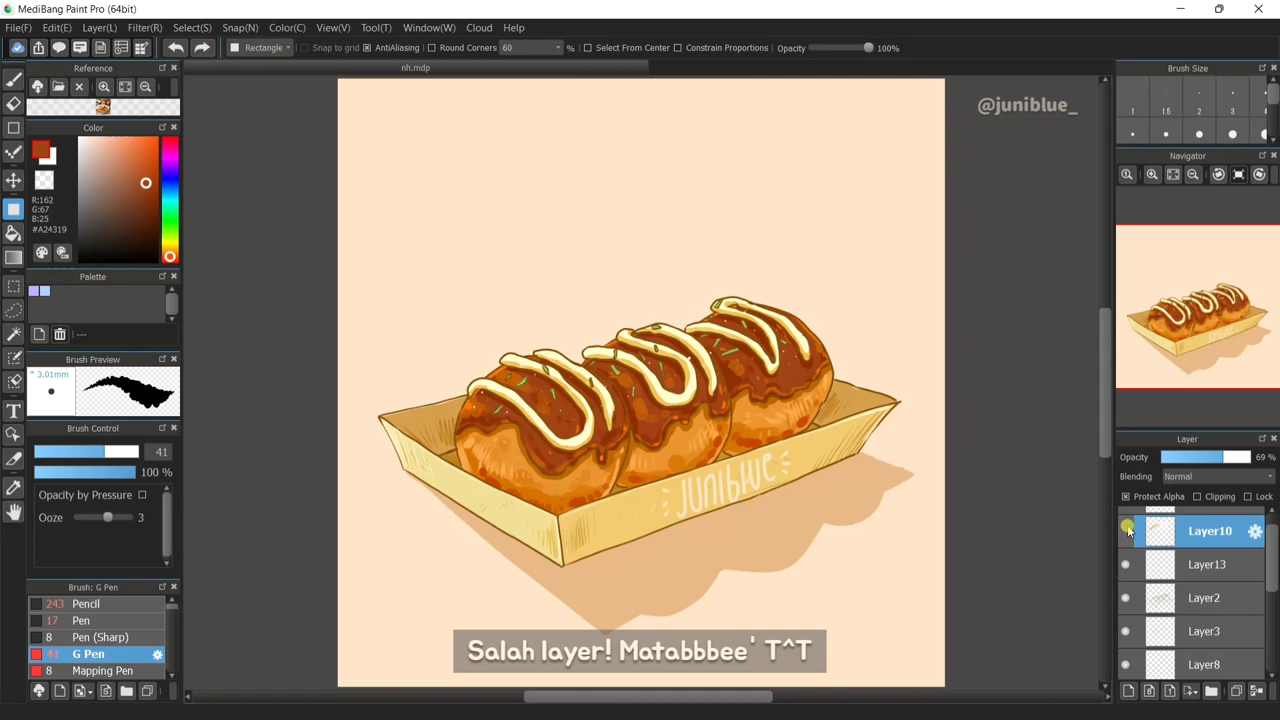 MediBang Paint Pro (64bit)
File(F) Edit(E) Layer(L) Filter(R) Select(S) Snap(N) Color(C) View(V) Tool(T) Window(W) Cloud Help
Rectangle Snap to grid AntiAliasing Round Corners 60 % Select From Center Constrain Proportions Opacity 100%
Reference
nh.mdp
Color
R:162
G:67
B:25
#A24319
Palette
---
Brush Preview
* 3.01mm
Brush Control
41
100 %
Opacity by Pressure
Ooze 3
Brush: G Pen
243 Pencil
17 Pen
8 Pen (Sharp)
41 G Pen
8 Mapping Pen
@juniblue_
JUNIBLUE
Salah layer! Matabbbee' T^T
Brush Size
1 1.5 2 3 4
Navigator
Layer
Opacity 69 %
Blending Normal
Protect Alpha Clipping Lock
Layer10
Layer13
Layer2
Layer3
Layer8